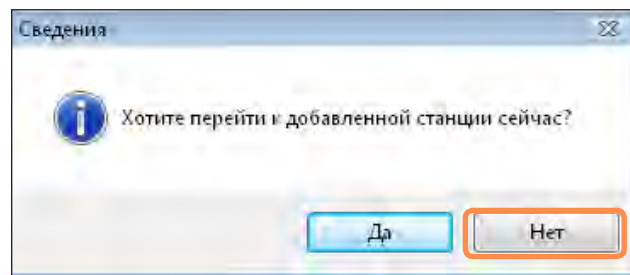 Сведения
Хотите перейти к добавленной станции сейчас?
Да
Нет